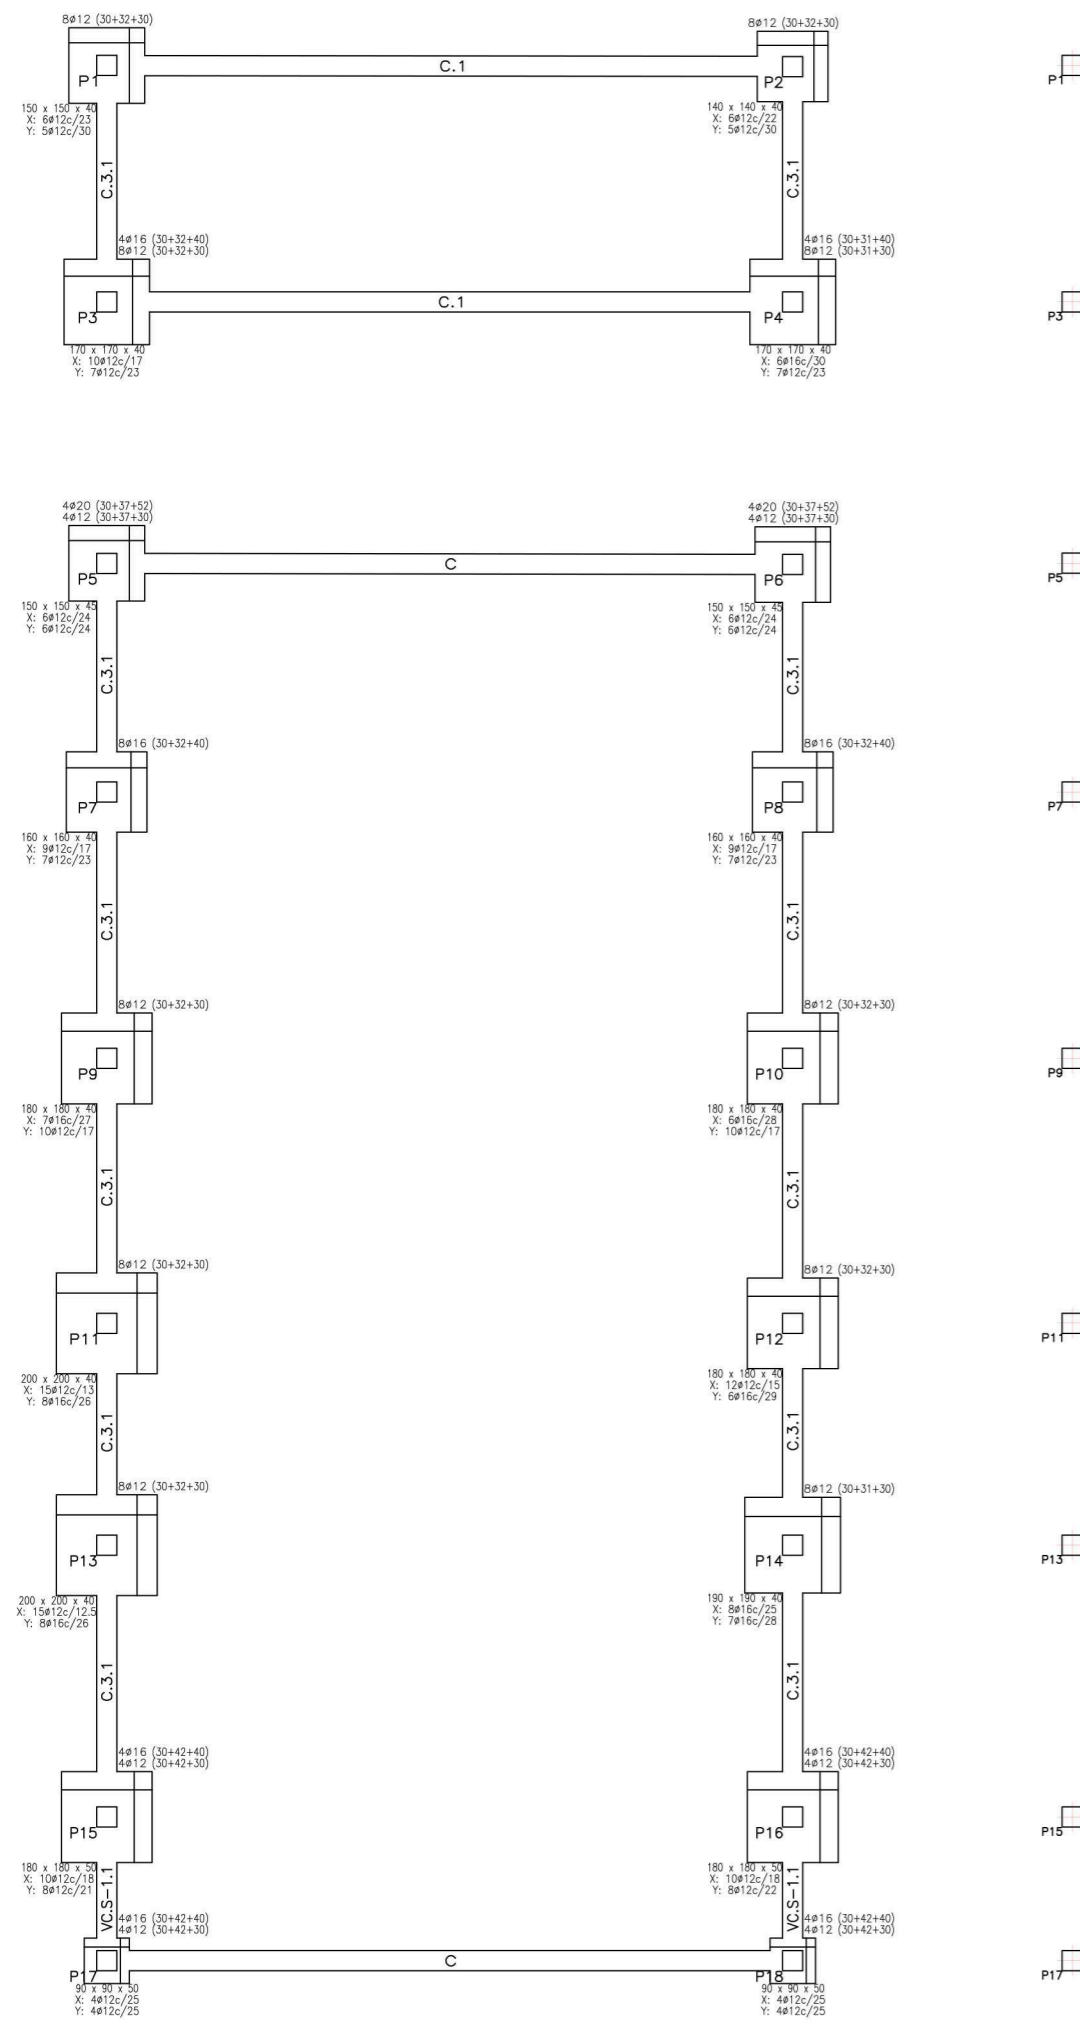 8ø12 (30+32+30)
8ø12 (30+32+30)
C.1
P1
P2
P1
150 x 150 x 40
X: 6ø12c/23
Y: 5ø12c/30
140 x 140 x 40
X: 6ø12c/22
Y: 5ø12c/30
C.3.1
C.3.1
4ø16 (30+32+40)
8ø12 (30+32+30)
4ø16 (30+31+40)
8ø12 (30+31+30)
C.1
P3
P4
P3
170 x 170 x 40
X: 10ø12c/17
Y: 7ø12c/23
170 x 170 x 40
X: 6ø16c/30
Y: 7ø12c/23
4ø20 (30+37+52)
4ø12 (30+37+30)
4ø20 (30+37+52)
4ø12 (30+37+30)
C
P5
P6
P5
150 x 150 x 45
X: 6ø12c/24
Y: 6ø12c/24
150 x 150 x 45
X: 6ø12c/24
Y: 6ø12c/24
C.3.1
C.3.1
8ø16 (30+32+40)
8ø16 (30+32+40)
P7
P8
P7
160 x 160 x 40
X: 9ø12c/17
Y: 7ø12c/23
160 x 160 x 40
X: 9ø12c/17
Y: 7ø12c/23
C.3.1
C.3.1
8ø12 (30+32+30)
8ø12 (30+32+30)
P9
P10
P9
180 x 180 x 40
X: 7ø16c/27
Y: 10ø12c/17
180 x 180 x 40
X: 6ø16c/28
Y: 10ø12c/17
C.3.1
C.3.1
8ø12 (30+32+30)
8ø12 (30+32+30)
P11
P12
P11
200 x 200 x 40
X: 15ø12c/13
Y: 8ø16c/26
180 x 180 x 40
X: 12ø12c/15
Y: 6ø16c/29
C.3.1
C.3.1
8ø12 (30+32+30)
8ø12 (30+31+30)
P13
P14
P13
200 x 200 x 40
X: 15ø12c/12.5
Y: 8ø16c/26
190 x 190 x 40
X: 8ø16c/25
Y: 7ø16c/28
C.3.1
C.3.1
4ø16 (30+42+40)
4ø12 (30+42+30)
4ø16 (30+42+40)
4ø12 (30+42+30)
P15
P16
P15
180 x 180 x 50
X: 10ø12c/18
Y: 8ø12c/21
180 x 180 x 50
X: 10ø12c/18
Y: 8ø12c/22
VC.S-1.1
VC.S-1.1
4ø16 (30+42+40)
4ø12 (30+42+30)
4ø16 (30+42+40)
4ø12 (30+42+30)
C
P17
P18
P17
90 x 90 x 50
X: 4ø12c/25
Y: 4ø12c/25
90 x 90 x 50
X: 4ø12c/25
Y: 4ø12c/25